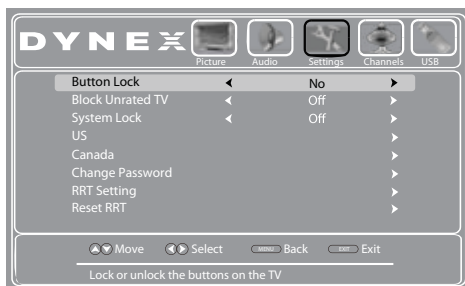 DYNEX
Picture Audio Settings Channels USB
Button Lock No
Block Unrated TV Off
System Lock Off
US
Canada
Change Password
RRT Setting
Reset RRT
Move Select MENU Back EXIT Exit
Lock or unlock the buttons on the TV